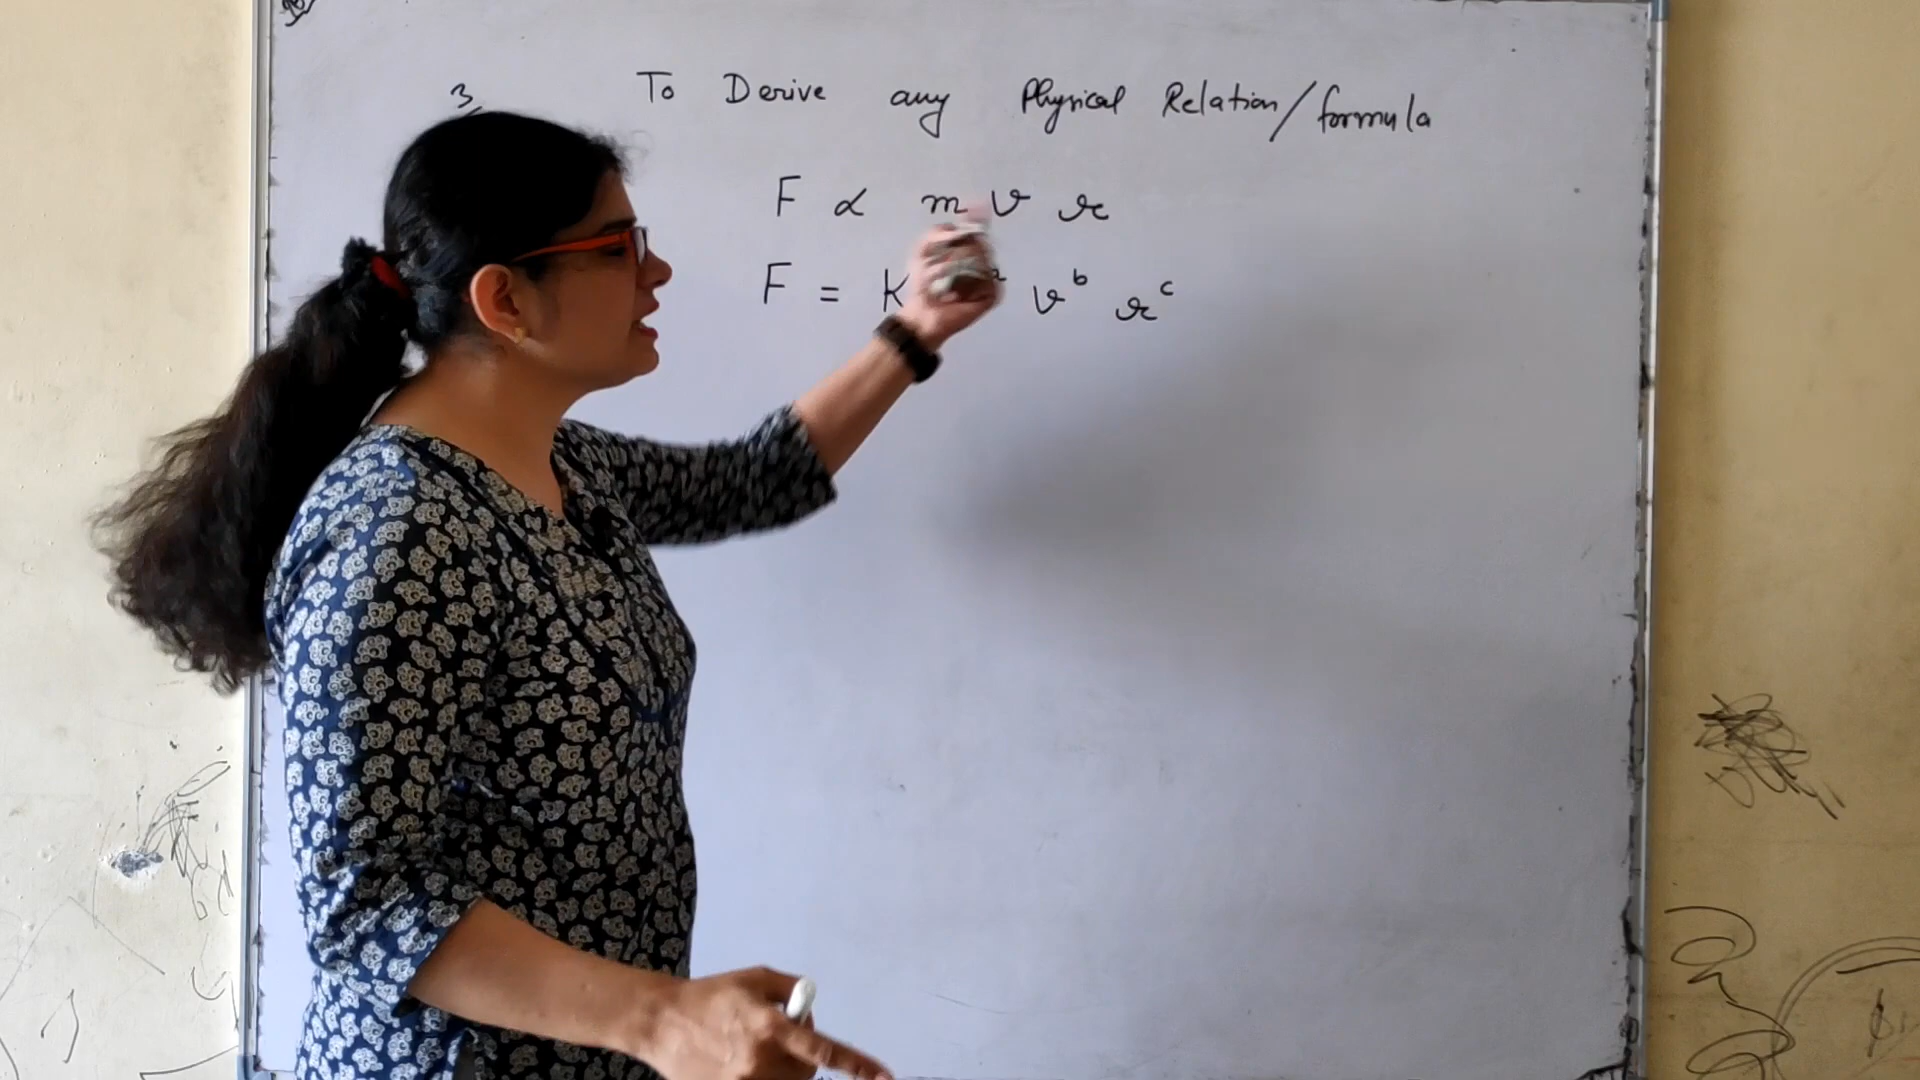 3 To Derive any Physical Relation/formula
F ∝ m v r
F = K a v^b r^c